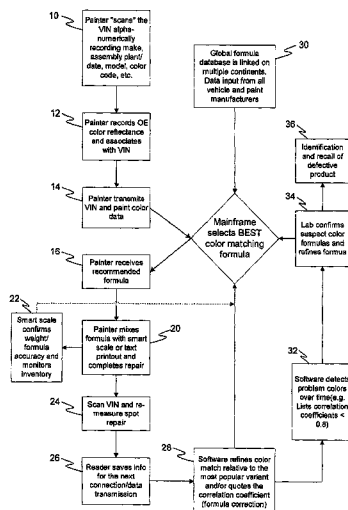 10
Painter "scans" the
VIN alpha-
numerically
recording make,
assembly plant/
date, model, color
code, etc.
12
Painter records OE
color reflectance
and associates
with VIN
14
Painter transmits
VIN and paint color
data
16
Painter receives
recommended
formula
22
Smart scale
confirms
weight/
formula
accuracy and
monitors
inventory
20
Painter mixes
formula with smart
scale or text
printout and
completes repair
24
Scan VIN and re-
measure spot
repair
26
Reader saves info
for the next
connection/data
transmission
30
Global formula
database is linked on
multiple continents.
Data input from all
vehicle and paint
manufacturers
Mainframe
selects BEST
color matching
formula
28
Software refines color
match relative to the
most popular variant
and/or quotes the
correlation coefficient
(formula correction)
36
Identification
and recall of
defective
product
34
Lab confirms
suspect color
formulas and
refines formula
32
Software detects
problem colors
over time(e.g.
Lists correlation
coefficients <
0.8)